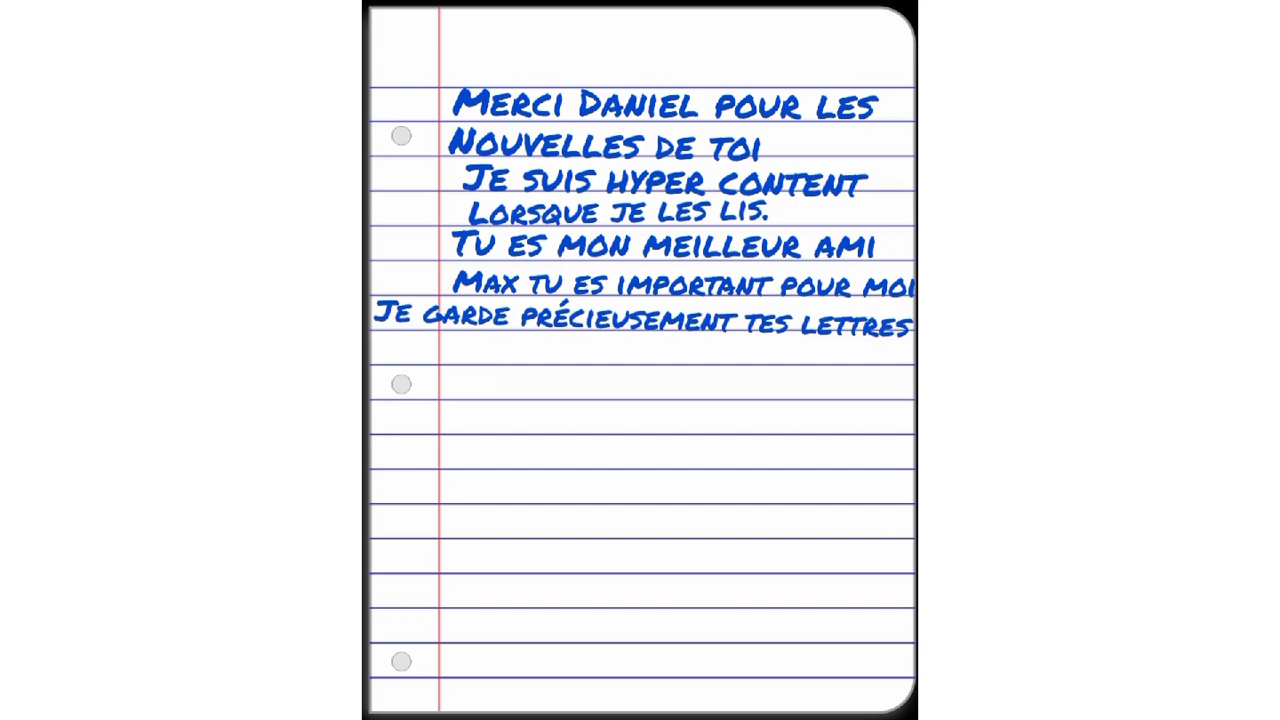 Merci Daniel pour les
Nouvelles de toi
Je suis hyper content
lorsque je les lis.
Tu es mon meilleur ami
Max tu es important pour moi
Je garde précieusement tes lettres